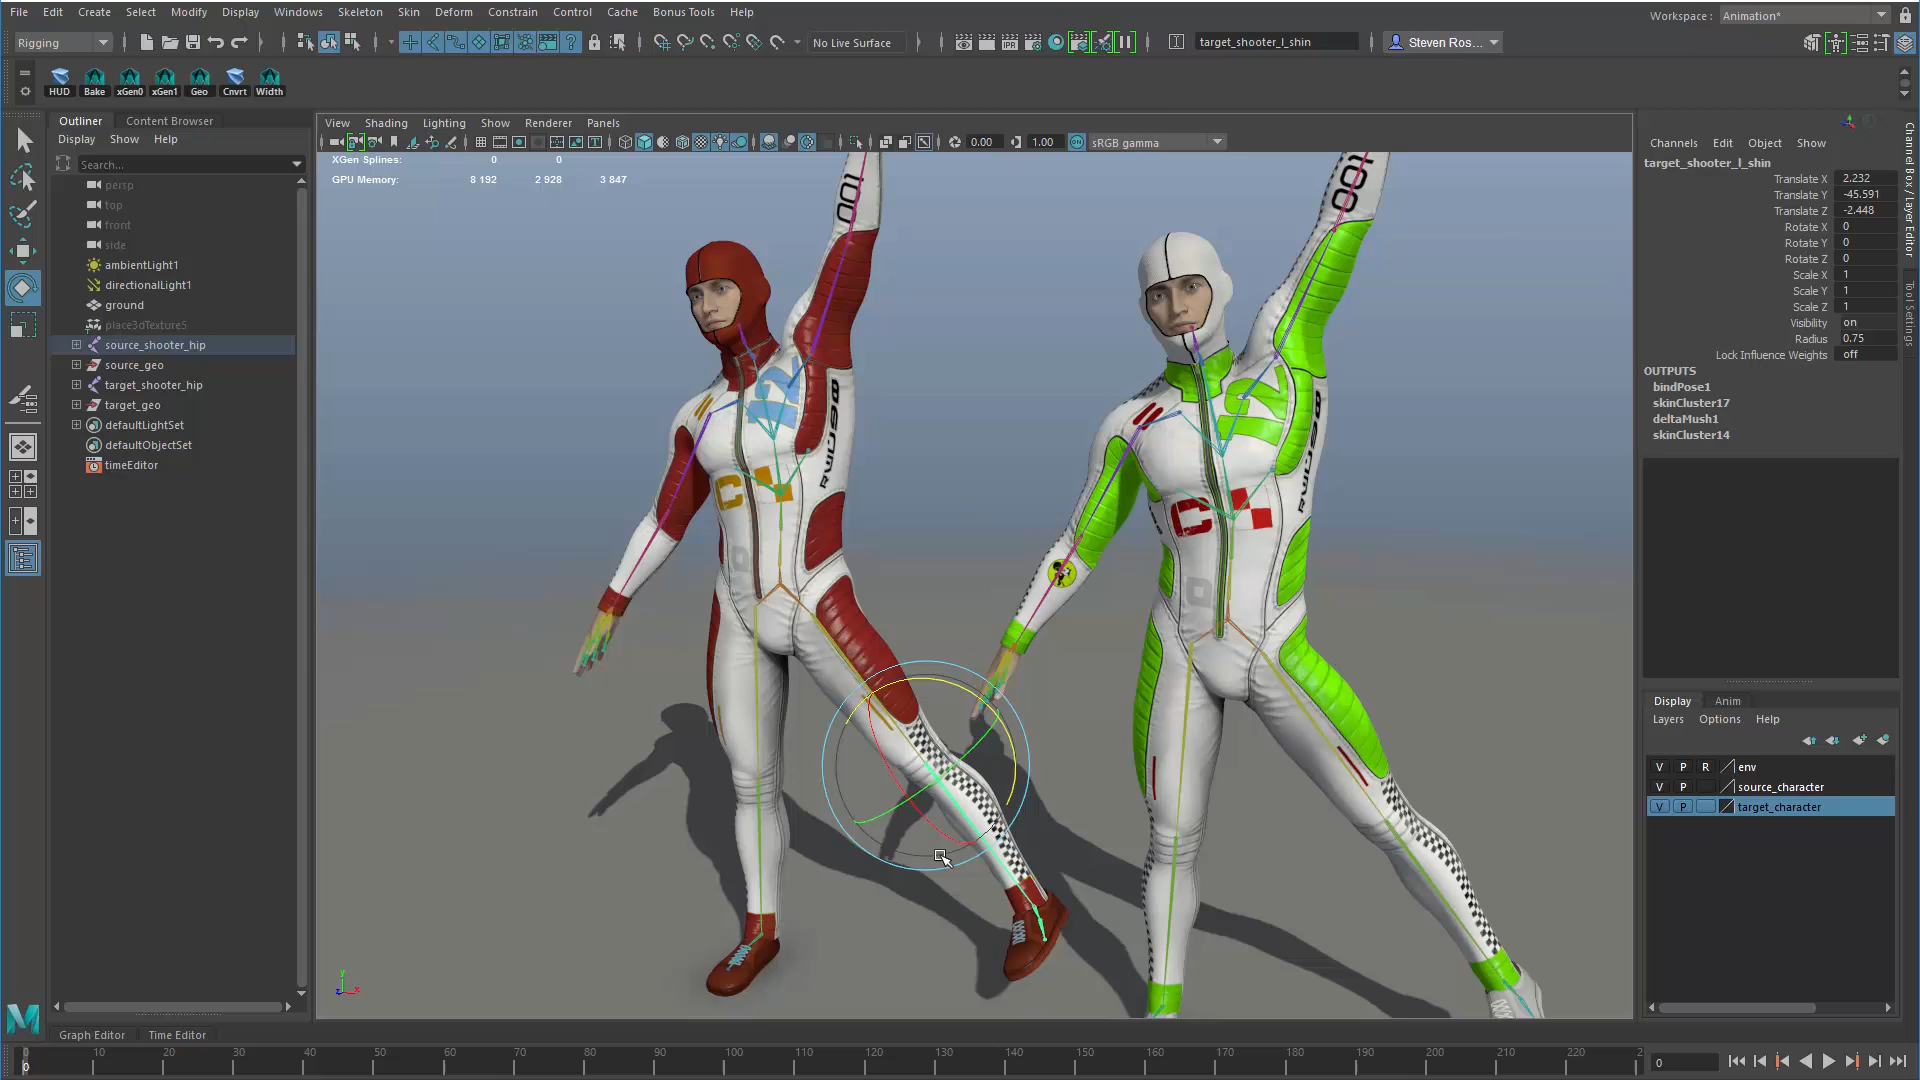 File Edit Create Select Modify Display Windows Skeleton Skin Deform Constrain Control Cache Bonus Tools Help
Workspace : Animation*
Rigging
No Live Surface
IPR
target_shooter_l_shin
Steven Ros...
HUD Bake xGen0 xGen1 Geo Cnvrt Width
Outliner Content Browser
Display Show Help
Search...
persp
top
front
side
ambientLight1
directionalLight1
ground
place3dTexture5
source_shooter_hip
source_geo
target_shooter_hip
target_geo
defaultLightSet
defaultObjectSet
timeEditor
View Shading Lighting Show Renderer Panels
0.00 1.00 ON sRGB gamma
XGen Splines: 0 0
GPU Memory: 8 192 2 928 3 847
100
100
12
12
C
C
y
z x
Channels Edit Object Show
target_shooter_l_shin
Translate X 2.232
Translate Y -45.591
Translate Z -2.448
Rotate X 0
Rotate Y 0
Rotate Z 0
Scale X 1
Scale Y 1
Scale Z 1
Visibility on
Radius 0.75
Lock Influence Weights off
OUTPUTS
bindPose1
skinCluster17
deltaMush1
skinCluster14
Channel Box / Layer Editor
Tool Settings
Display Anim
Layers Options Help
V P R env
V P source_character
V P target_character
Graph Editor Time Editor
0 10 20 30 40 50 60 70 80 90 100 110 120 130 140 150 160 170 180 190 200 210 220 2
0
0